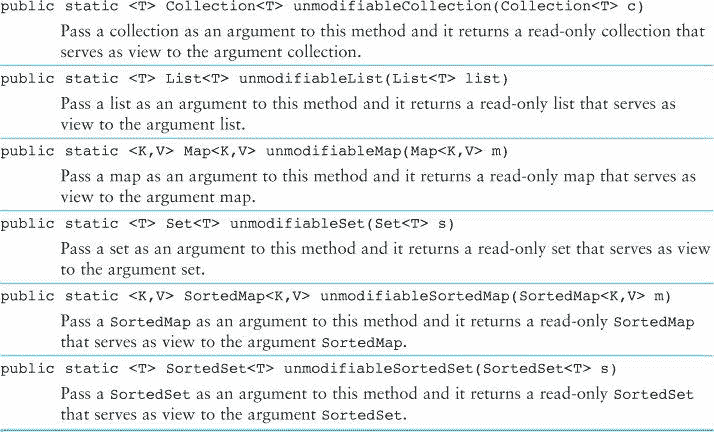 public static <T> Collection<T> unmodifiableCollection(Collection<T> c)
Pass a collection as an argument to this method and it returns a read-only collection that
serves as view to the argument collection.
public static <T> List<T> unmodifiableList(List<T> list)
Pass a list as an argument to this method and it returns a read-only list that serves as
view to the argument list.
public static <K,V> Map<K,V> unmodifiableMap(Map<K,V> m)
Pass a map as an argument to this method and it returns a read-only map that serves as
view to the argument map.
public static <T> Set<T> unmodifiableSet(Set<T> s)
Pass a set as an argument to this method and it returns a read-only set that serves as view
to the argument set.
public static <K,V> SortedMap<K,V> unmodifiableSortedMap(SortedMap<K,V> m)
Pass a SortedMap as an argument to this method and it returns a read-only SortedMap
that serves as view to the argument SortedMap.
public static <T> SortedSet<T> unmodifiableSortedSet(SortedSet<T> s)
Pass a SortedSet as an argument to this method and it returns a read-only SortedSet
that serves as view to the argument SortedSet.